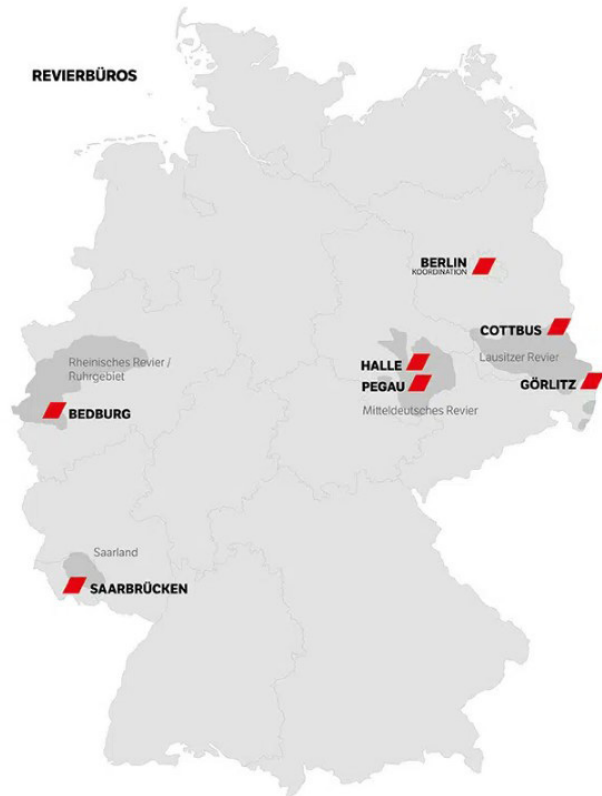 REVIERBÜROS
BERLIN
KOORDINATION
COTTBUS
Lausitzer Revier
HALLE
PEGAU
GÖRLITZ
Mitteldeutsches Revier
Rheinisches Revier /
Ruhrgebiet
BEDBURG
Saarland
SAARBRÜCKEN